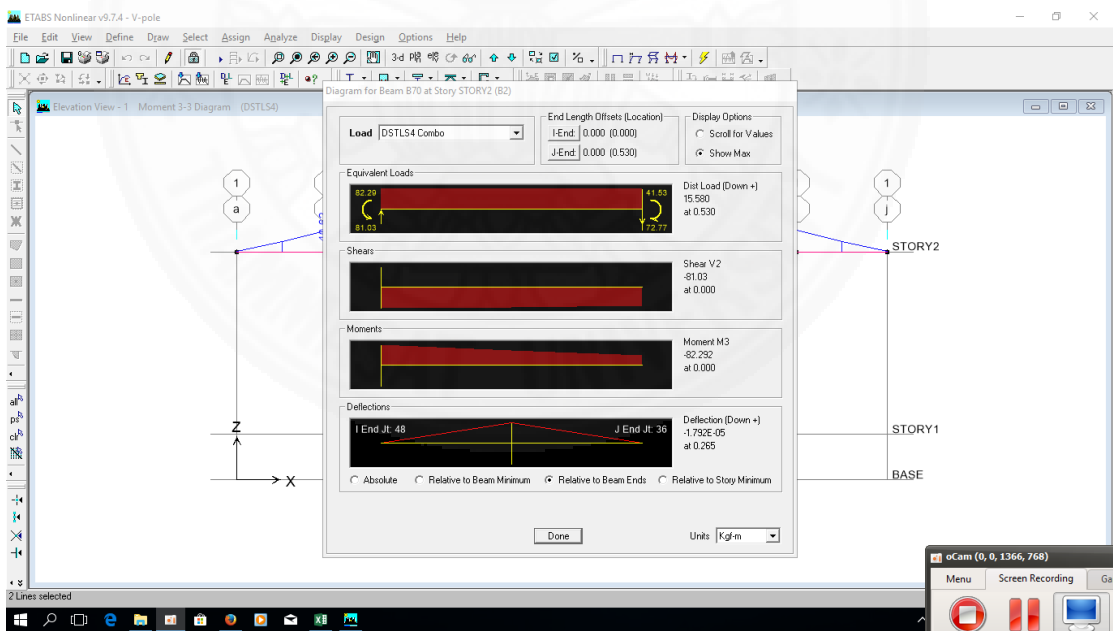 ETABS Nonlinear v9.7.4 - V-pole
File Edit View Define Draw Select Assign Analyze Display Design Options Help
3-d
Elevation View - 1 Moment 3-3 Diagram (DSTLS4)
Diagram for Beam B70 at Story STORY2 (B2)
Load DSTLS4 Combo
End Length Offsets (Location)
I-End: 0.000 (0.000)
J-End: 0.000 (0.530)
Display Options
Scroll for Values
Show Max
Equivalent Loads
82.29 41.53
81.03 72.77
Dist Load (Down +)
15.580
at 0.530
Shears
Shear V2
-81.03
at 0.000
Moments
Moment M3
-82.292
at 0.000
Deflections
I End Jt: 48 J End Jt: 36
Deflection (Down +)
-1.792E-05
at 0.265
Absolute Relative to Beam Minimum Relative to Beam Ends Relative to Story Minimum
Done
Units Kgf-m
1 1
a j
STORY2
STORY1
BASE
Z
X
all
ps
clr
2 Lines selected
oCam (0, 0, 1366, 768)
Menu Screen Recording Ga